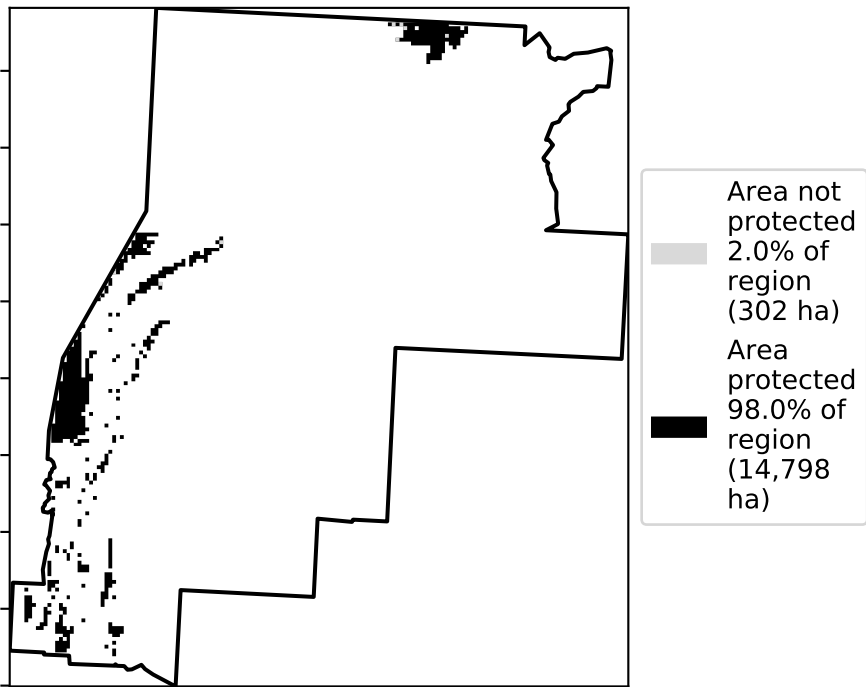 Area not
protected
2.0% of
region
(302 ha)
Area
protected
98.0% of
region
(14,798
ha)